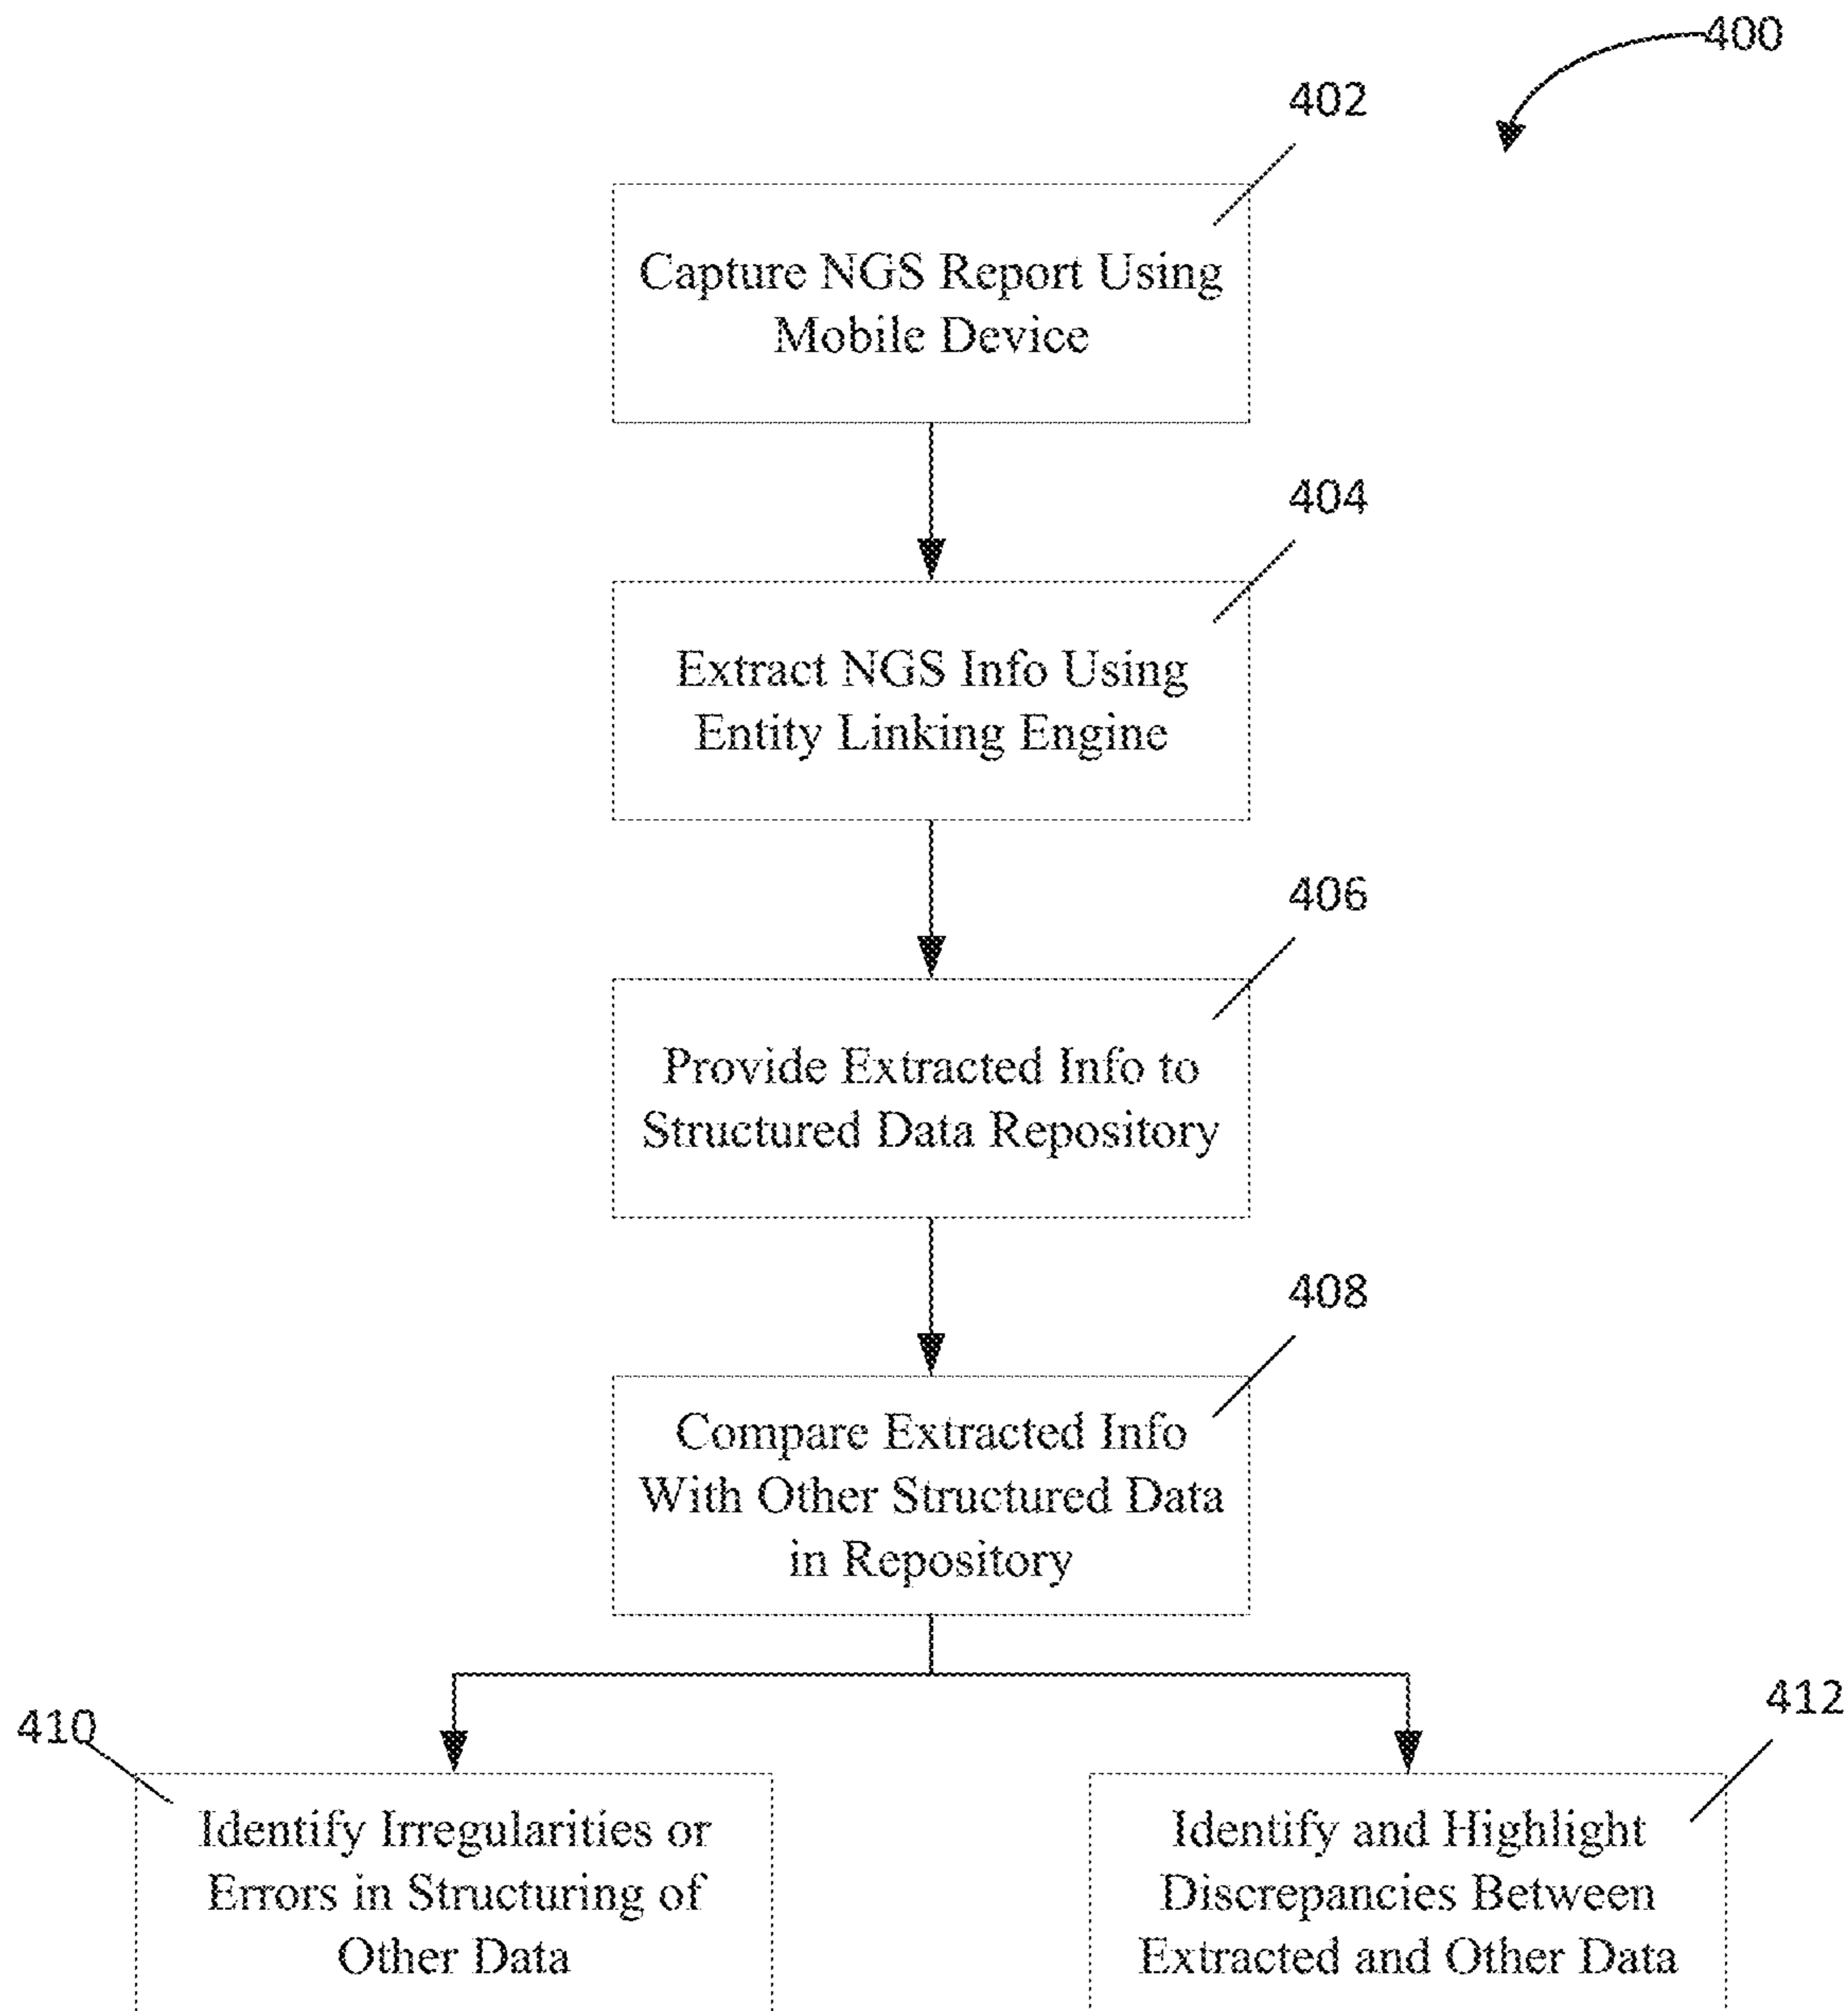 400
402
Capture NGS Report Using
Mobile Device
404
Extract NGS Info Using
Entity Linking Engine
406
Provide Extracted Info to
Structured Data Repository
408
Compare Extracted Info
With Other Structured Data
in Repository
410
Identify Irregularities or
Errors in Structuring of
Other Data
412
Identify and Highlight
Discrepancies Between
Extracted and Other Data